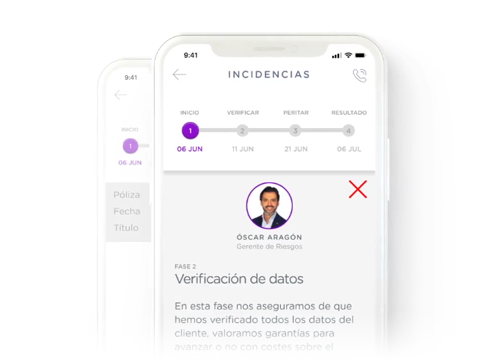 9:41
INCIDENCIAS
INICIO VERIFICAR PERITAR RESULTADO
1 2 3 4
06 JUN 11 JUN 21 JUN 06 JUL
ÓSCAR ARAGÓN
Gerente de Riesgos
FASE 2
Verificación de datos
En esta fase nos aseguramos de que
hemos verificado todos los datos del
cliente, valoramos garantías para
avanzar o no con costes sobre el
9:41
INICIO
1
06 JUN
Póliza
Fecha
Título